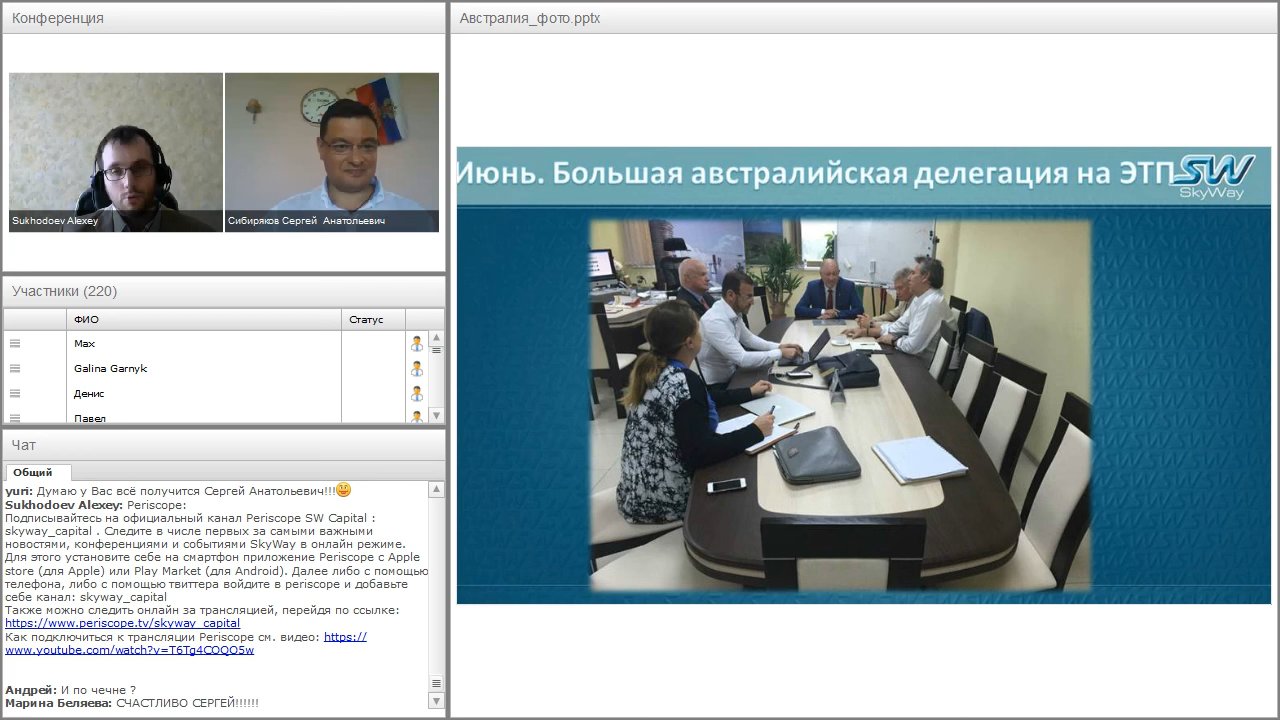 Конференция
Sukhodoev Alexey
Сибиряков Сергей Анатольевич
Участники (220)
ФИО Статус
Max
Galina Garnyk
Денис
Павел
Чат
Общий
yuri: Думаю у Вас всё получится Сергей Анатольевич!!!
Sukhodoev Alexey: Periscope:
Подписывайтесь на официальный канал Periscope SW Capital :
skyway_capital . Следите в числе первых за самыми важными
новостями, конференциями и событиями SkyWay в онлайн режиме.
Для этого установите себе на смартфон приложение Periscope с Apple
store (для Apple) или Play Market (для Android). Далее либо с помощью
телефона, либо с помощью твиттера войдите в periscope и добавьте
себе канал: skyway_capital
Также можно следить онлайн за трансляцией, перейдя по ссылке:
https://www.periscope.tv/skyway_capital
Как подключиться к трансляции Periscope см. видео: https://
www.youtube.com/watch?v=T6Tg4COQO5w
Андрей: И по чечне ?
Марина Беляева: СЧАСТЛИВО СЕРГЕЙ!!!!!!
Австралия_фото.pptx
Июнь. Большая австралийская делегация на ЭТП
SW
SkyWay